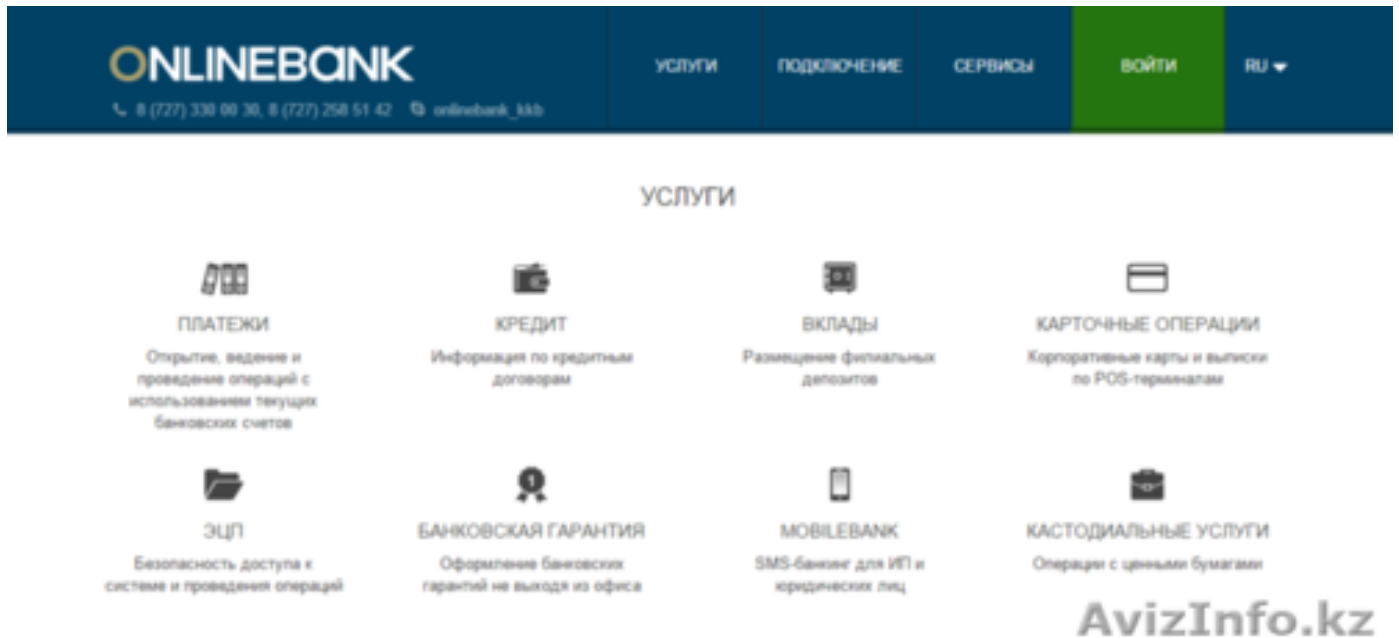 ONLINEBANK
УСЛУГИ ПОДКЛЮЧЕНИЕ СЕРВИСЫ ВОЙТИ RU
8 (727) 330 00 30, 8 (727) 258 51 42 onlinebank_kkb
УСЛУГИ
ПЛАТЕЖИ
Открытие, ведение и
проведение операций с
использованием текущих
банковских счетов
КРЕДИТ
Информация по кредитным
договорам
ВКЛАДЫ
Размещение филиальных
депозитов
КАРТОЧНЫЕ ОПЕРАЦИИ
Корпоративные карты и выписки
по POS-терминалам
ЭЦП
Безопасность доступа к
системе и проведения операций
1
БАНКОВСКАЯ ГАРАНТИЯ
Оформление банковских
гарантий не выходя из офиса
MOBILEBANK
SMS-банкинг для ИП и
юридических лиц
КАСТОДИАЛЬНЫЕ УСЛУГИ
Операции с ценными бумагами
AvizInfo.kz